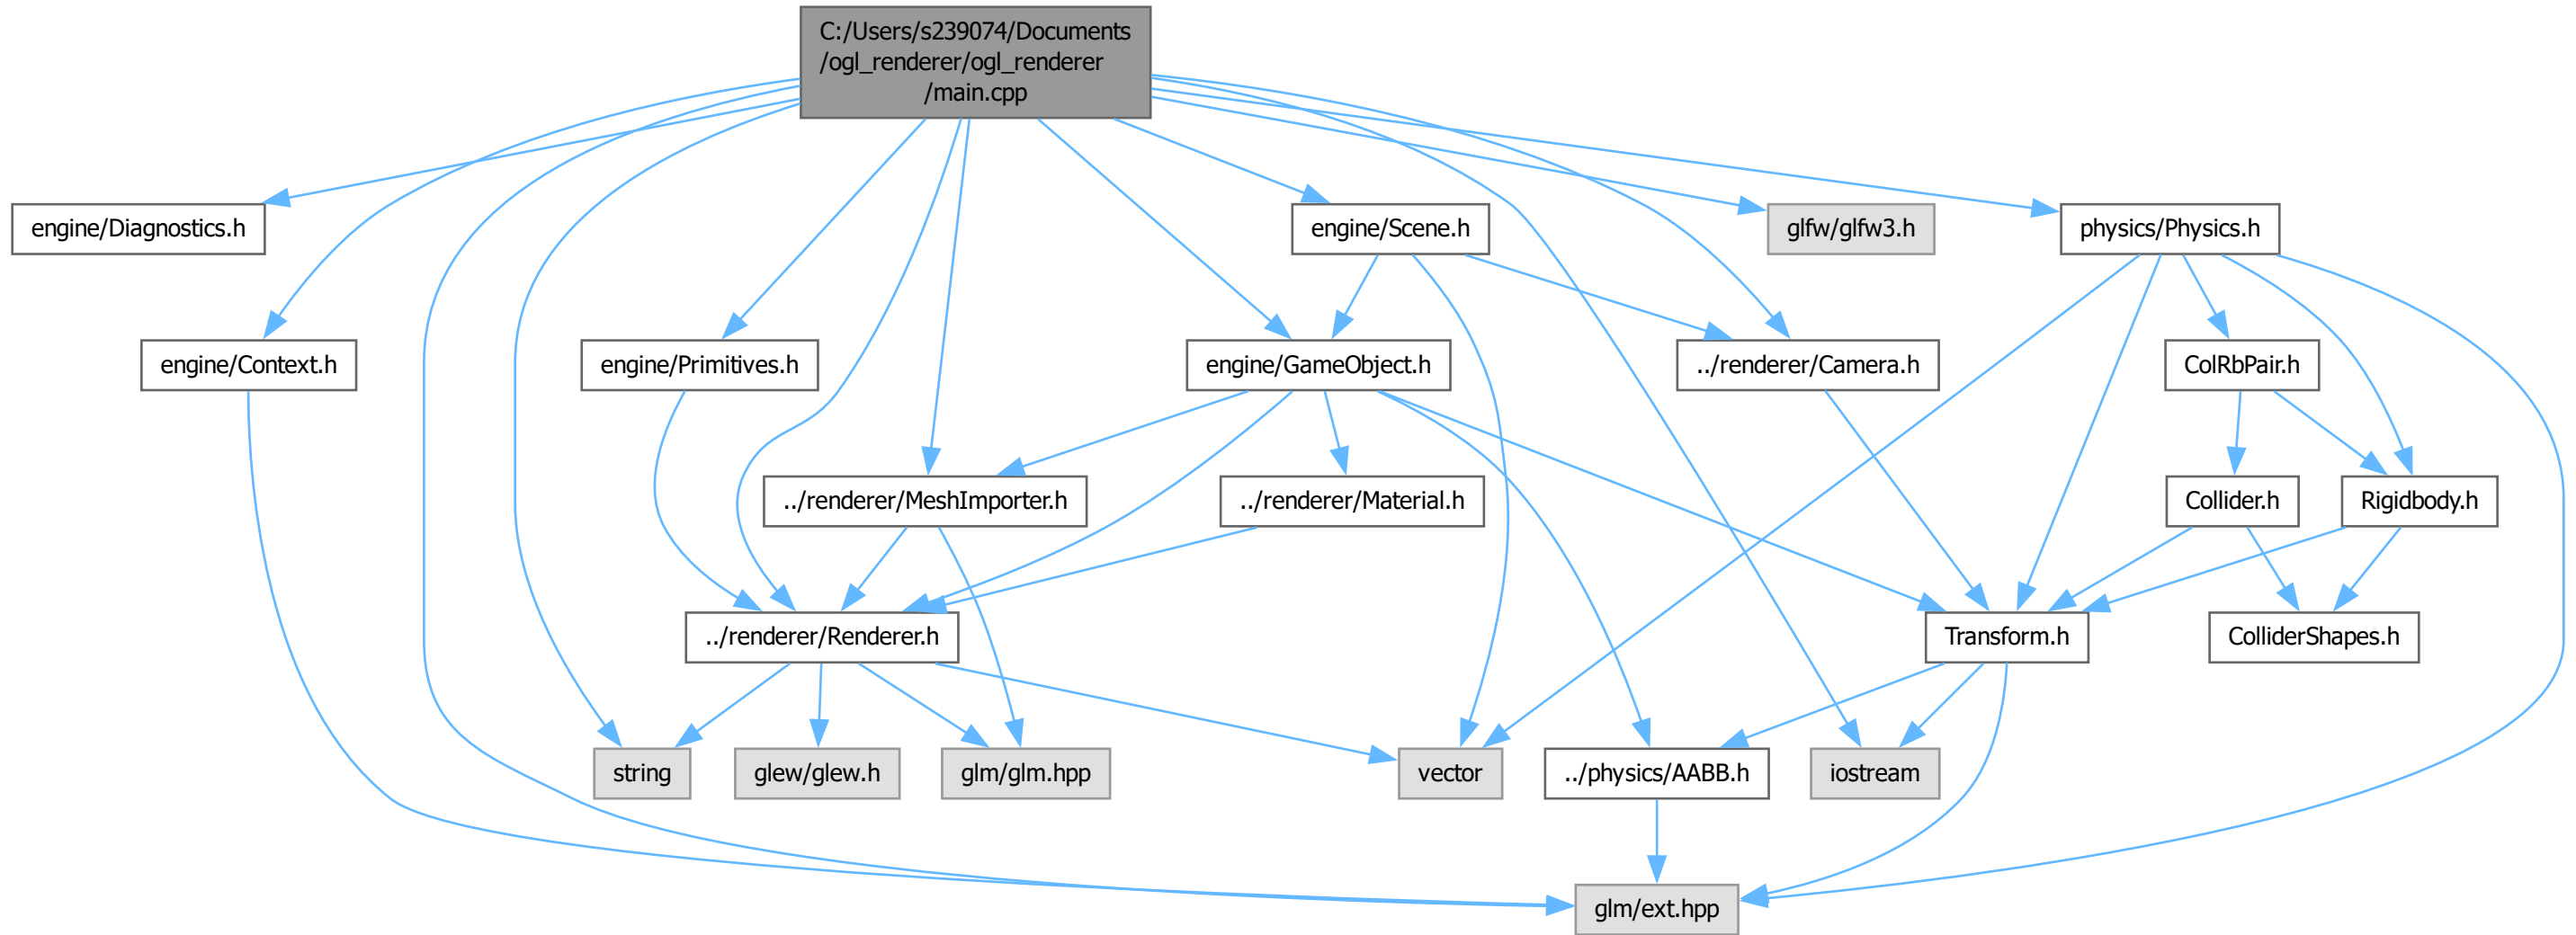 C:/Users/s239074/Documents
/ogl_renderer/ogl_renderer
/main.cpp
engine/Diagnostics.h
engine/Scene.h
glfw/glfw3.h
physics/Physics.h
engine/Context.h
engine/Primitives.h
engine/GameObject.h
../renderer/Camera.h
ColRbPair.h
../renderer/MeshImporter.h
../renderer/Material.h
Collider.h
Rigidbody.h
../renderer/Renderer.h
Transform.h
ColliderShapes.h
string
glew/glew.h
glm/glm.hpp
vector
../physics/AABB.h
iostream
glm/ext.hpp